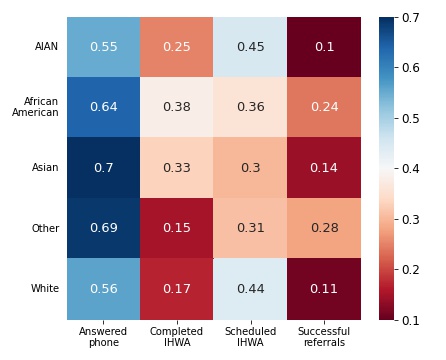 AIAN 0.55 0.25 0.45 0.1
African
American 0.64 0.38 0.36 0.24
Asian 0.7 0.33 0.3 0.14
Other 0.69 0.15 0.31 0.28
White 0.56 0.17 0.44 0.11
Answered
phone
Completed
IHWA
Scheduled
IHWA
Successful
referrals
0.7
0.6
0.5
0.4
0.3
0.2
0.1